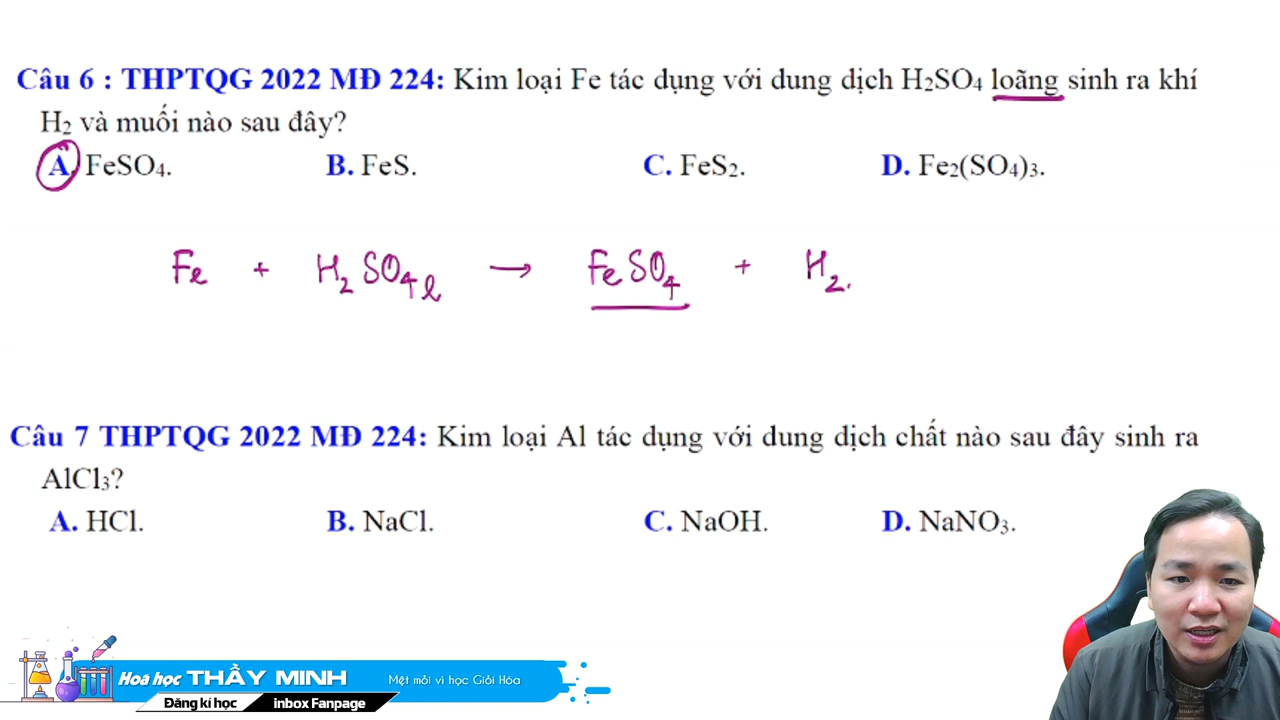 Câu 6 : THPTQG 2022 MĐ 224: Kim loại Fe tác dụng với dung dịch H2SO4 loãng sinh ra khí
H2 và muối nào sau đây?
A. FeSO4. B. FeS. C. FeS2. D. Fe2(SO4)3.
Fe + H2SO4 l → FeSO4 + H2.
Câu 7 THPTQG 2022 MĐ 224: Kim loại Al tác dụng với dung dịch chất nào sau đây sinh ra
AlCl3?
A. HCl. B. NaCl. C. NaOH. D. NaNO3.
Hoá học THẦY MINH Mệt mỏi vì học Giỏi Hóa
Đăng kí học inbox Fanpage